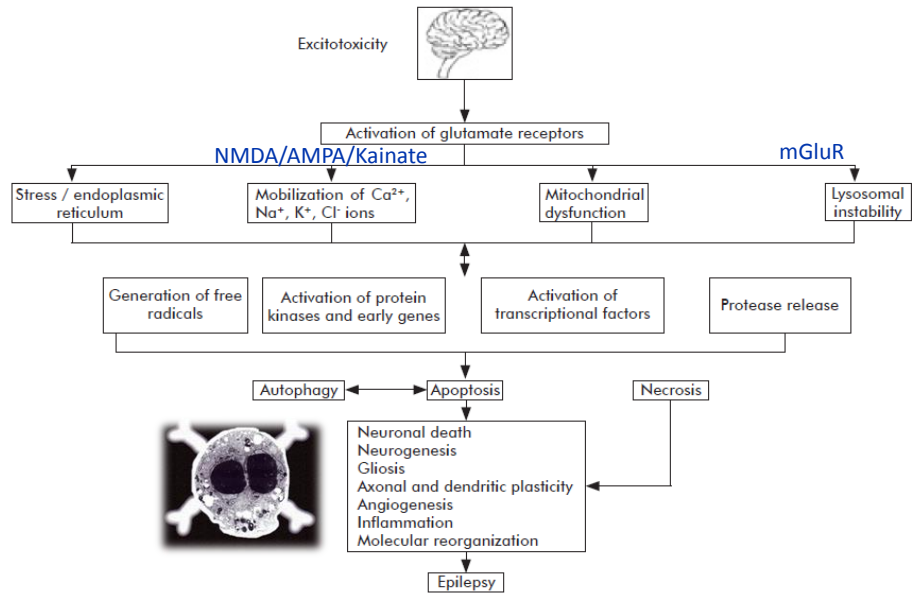 Excitotoxicity
Activation of glutamate receptors
NMDA/AMPA/Kainate
mGluR
Stress / endoplasmic
reticulum
Mobilization of Ca²⁺,
Na⁺, K⁺, Cl⁻ ions
Mitochondrial
dysfunction
Lysosomal
instability
Generation of free
radicals
Activation of protein
kinases and early genes
Activation of
transcriptional factors
Protease release
Autophagy
Apoptosis
Necrosis
Neuronal death
Neurogenesis
Gliosis
Axonal and dendritic plasticity
Angiogenesis
Inflammation
Molecular reorganization
Epilepsy